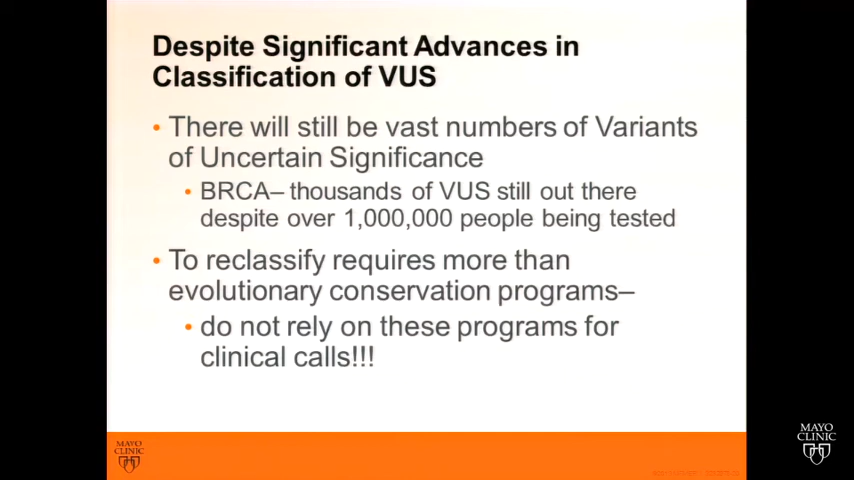 Despite Significant Advances in
Classification of VUS
• There will still be vast numbers of Variants
of Uncertain Significance
• BRCA– thousands of VUS still out there
despite over 1,000,000 people being tested
• To reclassify requires more than
evolutionary conservation programs–
• do not rely on these programs for
clinical calls!!!
MAYO
CLINIC
MAYO
CLINIC